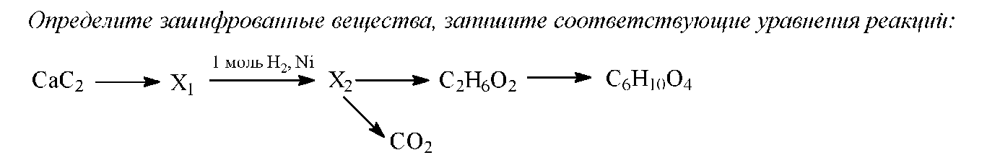 Определите зашифрованные вещества, запишите соответствующие уравнения реакций:
1 моль H₂, Ni
CaC₂ → X₁ → X₂ → C₂H₆O₂ → C₆H₁₀O₄
CO₂